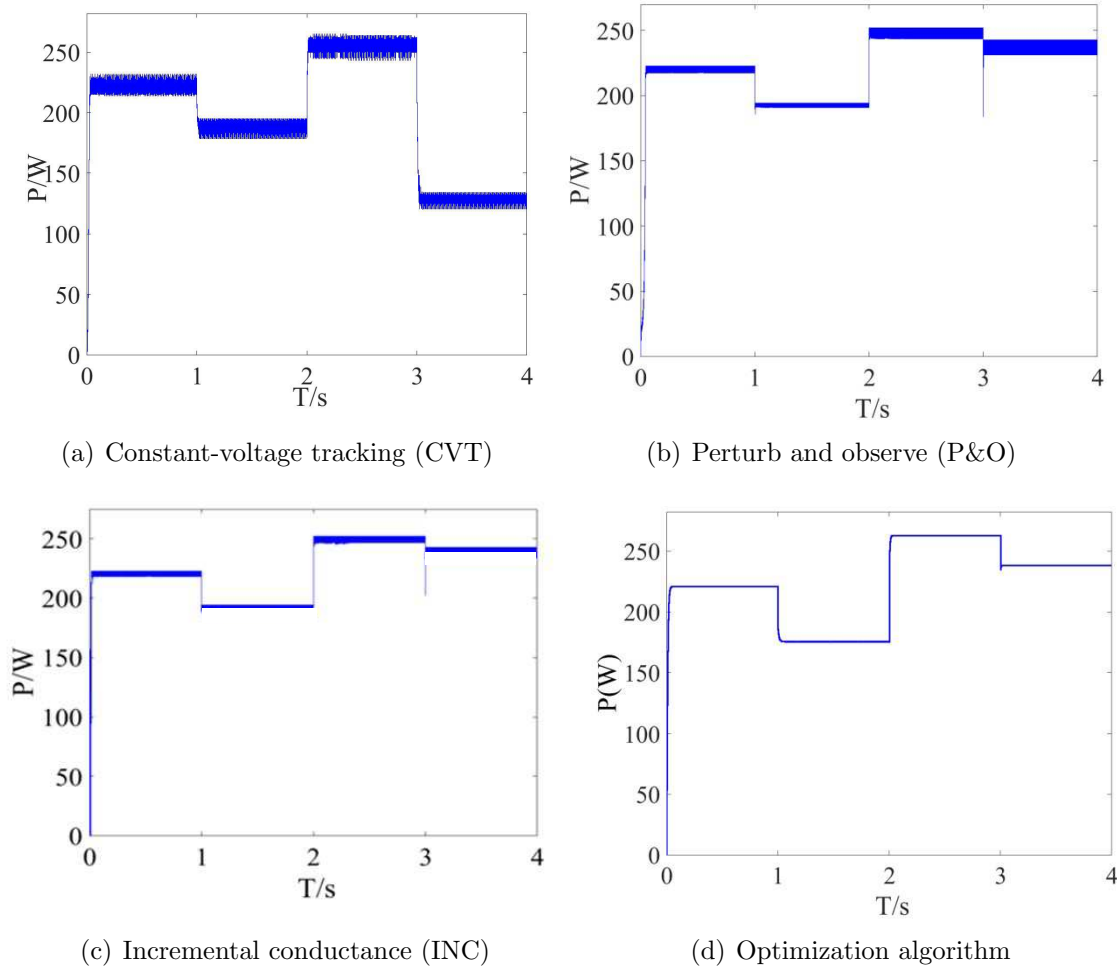 250
200
150
100
50
0
P/W
0 1 2 3 4
T/s
(a) Constant-voltage tracking (CVT)
250
200
150
100
50
0
P/W
0 1 2 3 4
T/s
(b) Perturb and observe (P&O)
250
200
150
100
50
0
P/W
0 1 2 3 4
T/s
(c) Incremental conductance (INC)
250
200
150
100
50
0
P(W)
0 1 2 3 4
T/s
(d) Optimization algorithm